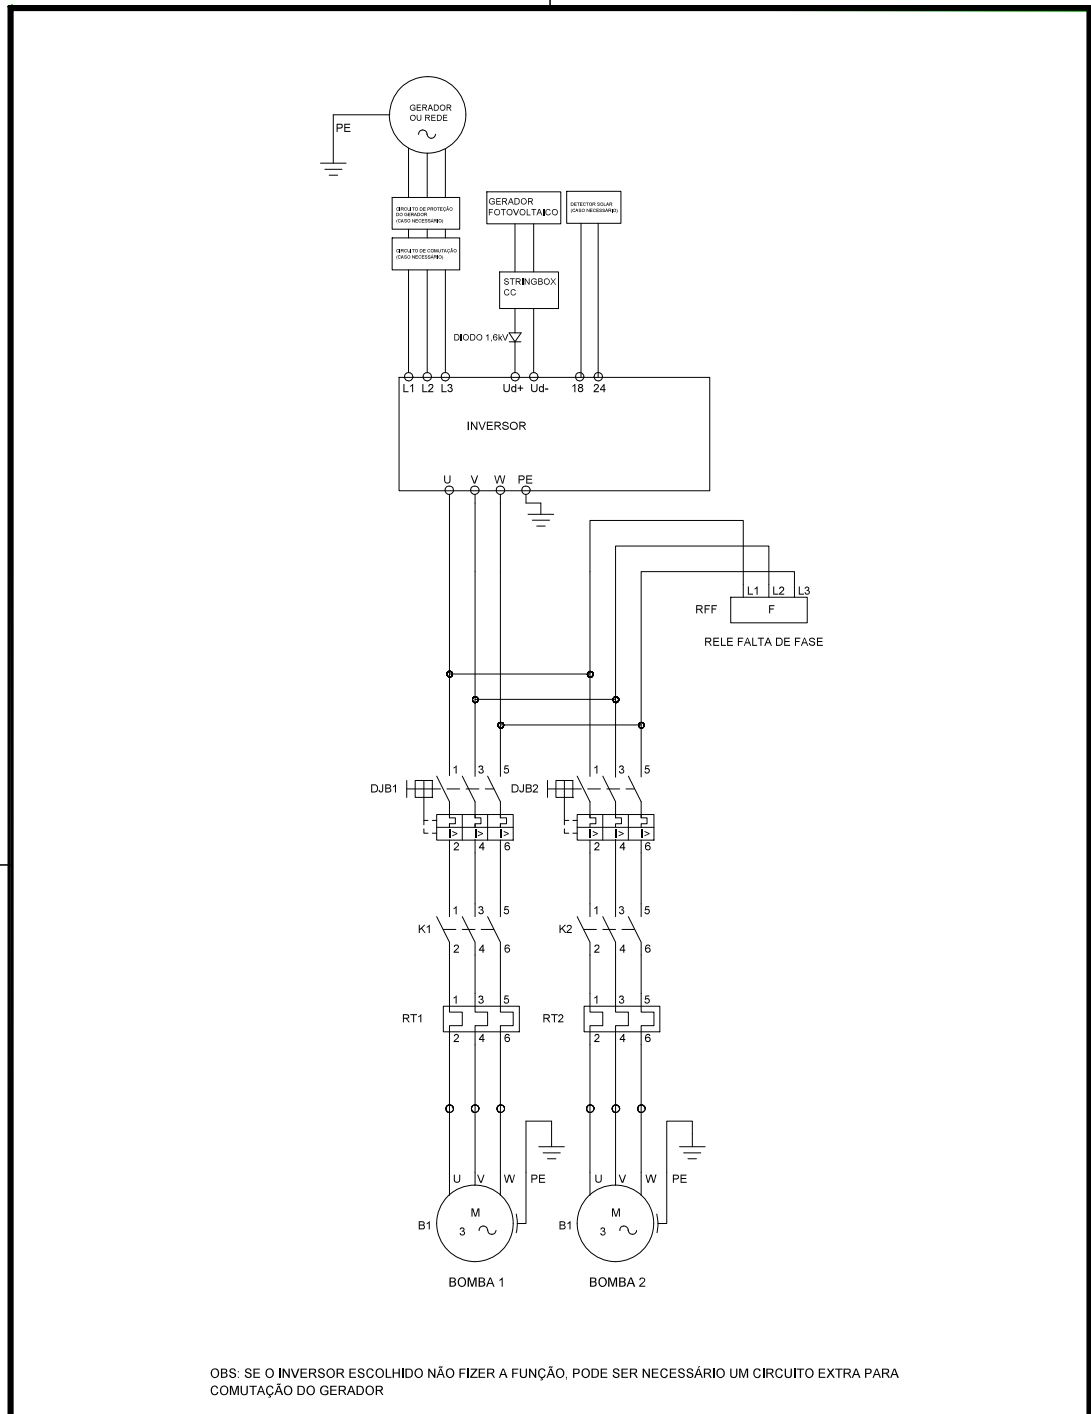 GERADOR
OU REDE
PE
CIRCUITO DE PROTEÇÃO
DO GERADOR
(CASO NECESSÁRIO)
GERADOR
FOTOVOLTAICO
DETECTOR SOLAR
(CASO NECESSÁRIO)
CIRCUITO DE COMUTAÇÃO
(CASO NECESSÁRIO)
STRINGBOX
CC
DIODO 1,6kV
L1 L2 L3 Ud+ Ud- 18 24
INVERSOR
U V W PE
L1 L2 L3
RFF F
RELE FALTA DE FASE
1 3 5 1 3 5
DJB1 DJB2
I> I> I> I> I> I>
2 4 6 2 4 6
1 3 5 1 3 5
K1 K2
2 4 6 2 4 6
1 3 5 1 3 5
RT1 RT2
2 4 6 2 4 6
U V W PE U V W PE
M M
B1 3 B1 3
BOMBA 1 BOMBA 2
OBS: SE O INVERSOR ESCOLHIDO NÃO FIZER A FUNÇÃO, PODE SER NECESSÁRIO UM CIRCUITO EXTRA PARA
COMUTAÇÃO DO GERADOR